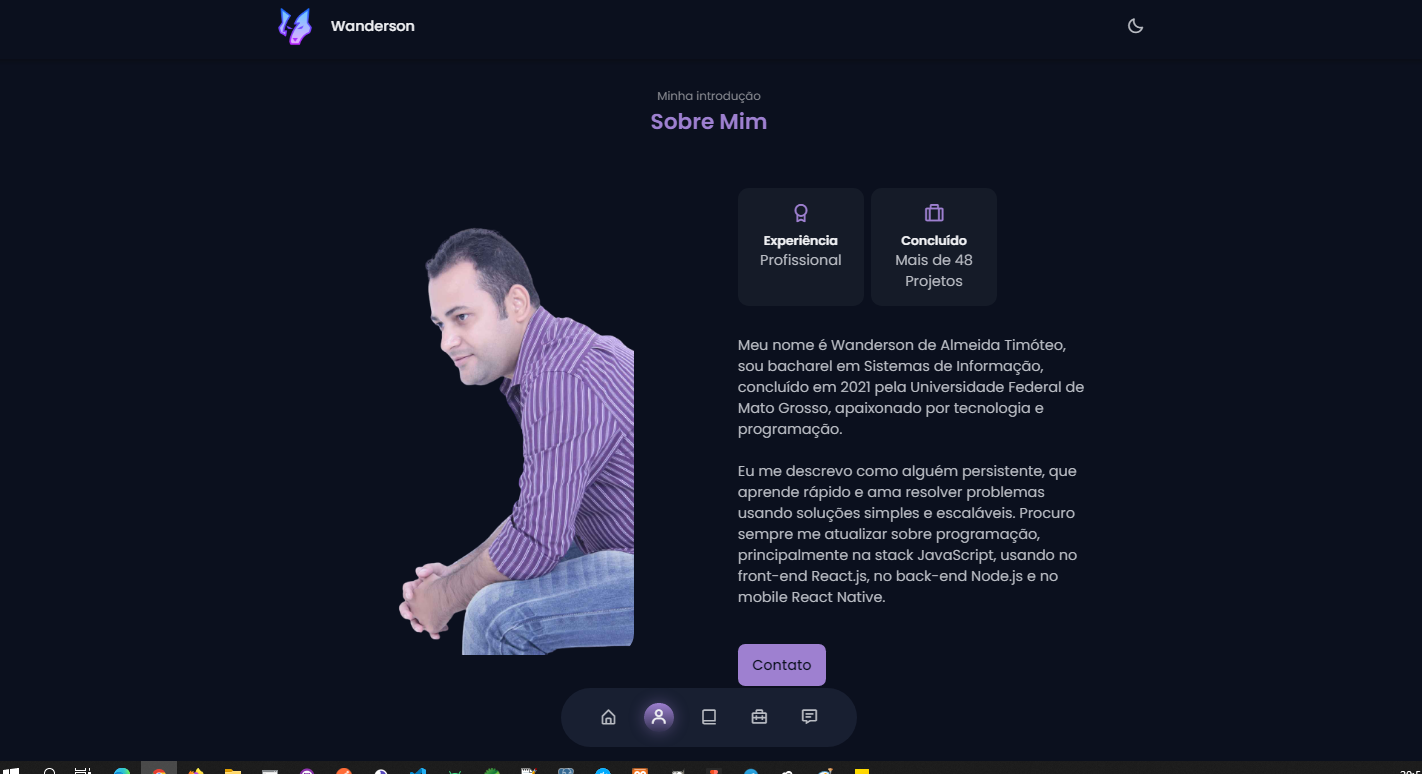 Wanderson
Minha introdução
Sobre Mim
Experiência
Profissional
Concluído
Mais de 48
Projetos
Meu nome é Wanderson de Almeida Timóteo,
sou bacharel em Sistemas de Informação,
concluído em 2021 pela Universidade Federal de
Mato Grosso, apaixonado por tecnologia e
programação.
Eu me descrevo como alguém persistente, que
aprende rápido e ama resolver problemas
usando soluções simples e escaláveis. Procuro
sempre me atualizar sobre programação,
principalmente na stack JavaScript, usando no
front-end React.js, no back-end Node.js e no
mobile React Native.
Contato